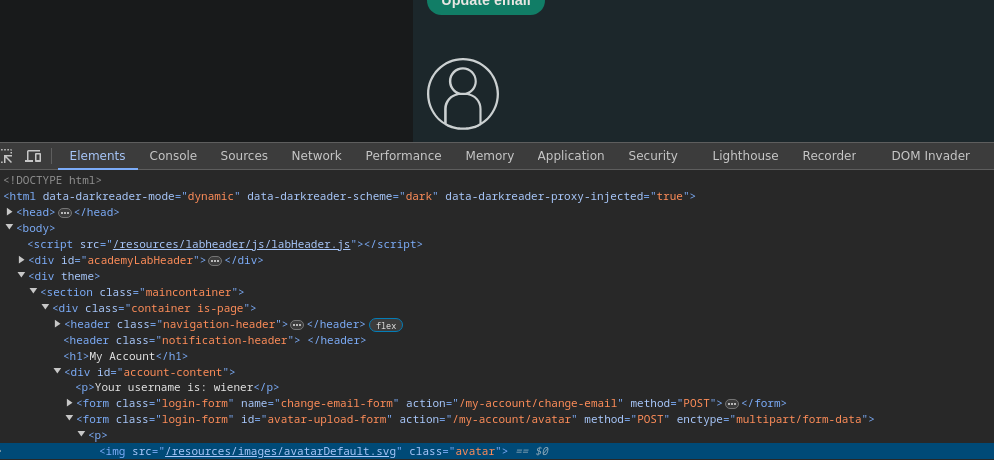 Update email
Elements Console Sources Network Performance Memory Application Security Lighthouse Recorder DOM Invader
<!DOCTYPE html>
<html data-darkreader-mode="dynamic" data-darkreader-scheme="dark" data-darkreader-proxy-injected="true">
<head>…</head>
<body>
<script src="/resources/labheader/js/labHeader.js"></script>
<div id="academyLabHeader">…</div>
<div theme>
<section class="maincontainer">
<div class="container is-page">
<header class="navigation-header">…</header> flex
<header class="notification-header"> </header>
<h1>My Account</h1>
<div id="account-content">
<p>Your username is: wiener</p>
<form class="login-form" name="change-email-form" action="/my-account/change-email" method="POST">…</form>
<form class="login-form" id="avatar-upload-form" action="/my-account/avatar" method="POST" enctype="multipart/form-data">
<p>
<img src="/resources/images/avatarDefault.svg" class="avatar"> == $0